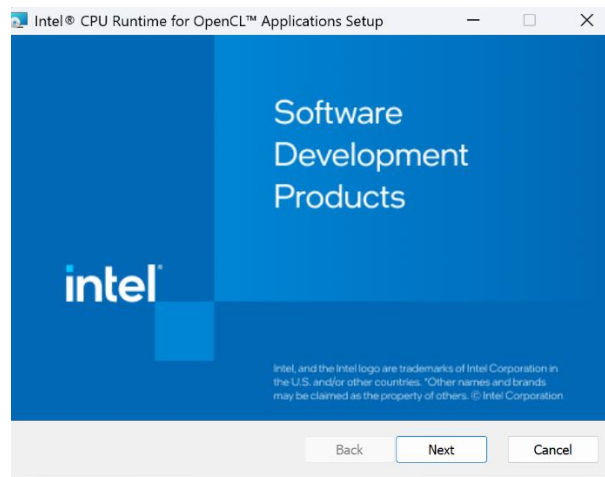 Intel® CPU Runtime for OpenCL™ Applications Setup
Software
Development
Products
intel
Intel, and the Intel logo are trademarks of Intel Corporation in
the U.S. and/or other countries. *Other names and brands
may be claimed as the property of others. © Intel Corporation
Back Next Cancel